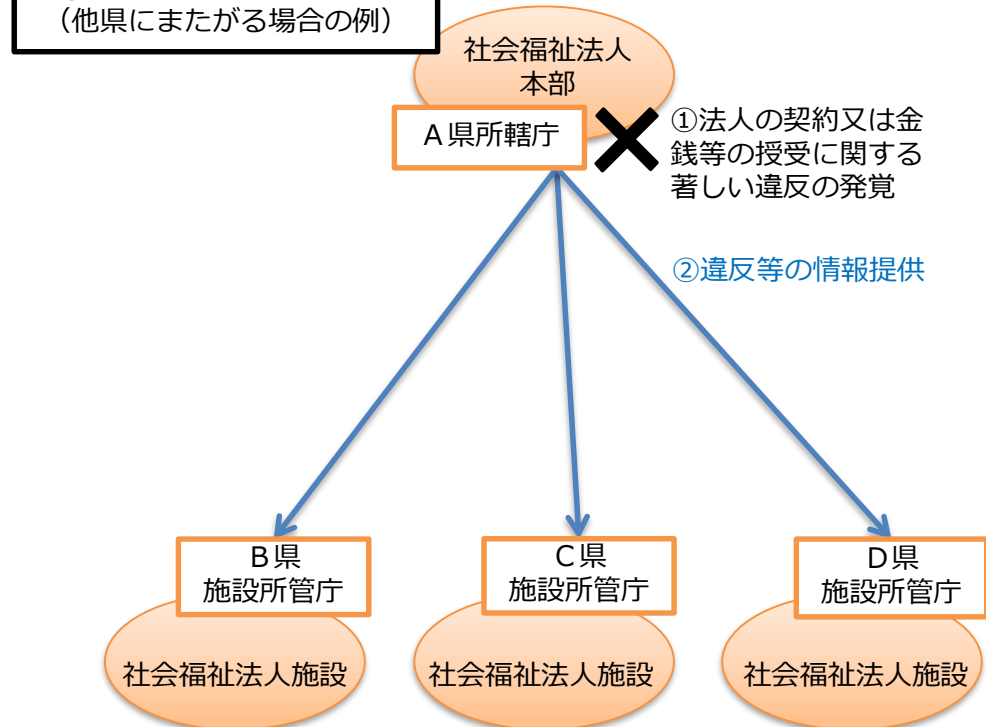 （他県にまたがる場合の例）
社会福祉法人
本部
Ａ県所轄庁
①法人の契約又は金
銭等の授受に関する
著しい違反の発覚
②違反等の情報提供
Ｂ県
施設所管庁
Ｃ県
施設所管庁
Ｄ県
施設所管庁
社会福祉法人施設
社会福祉法人施設
社会福祉法人施設